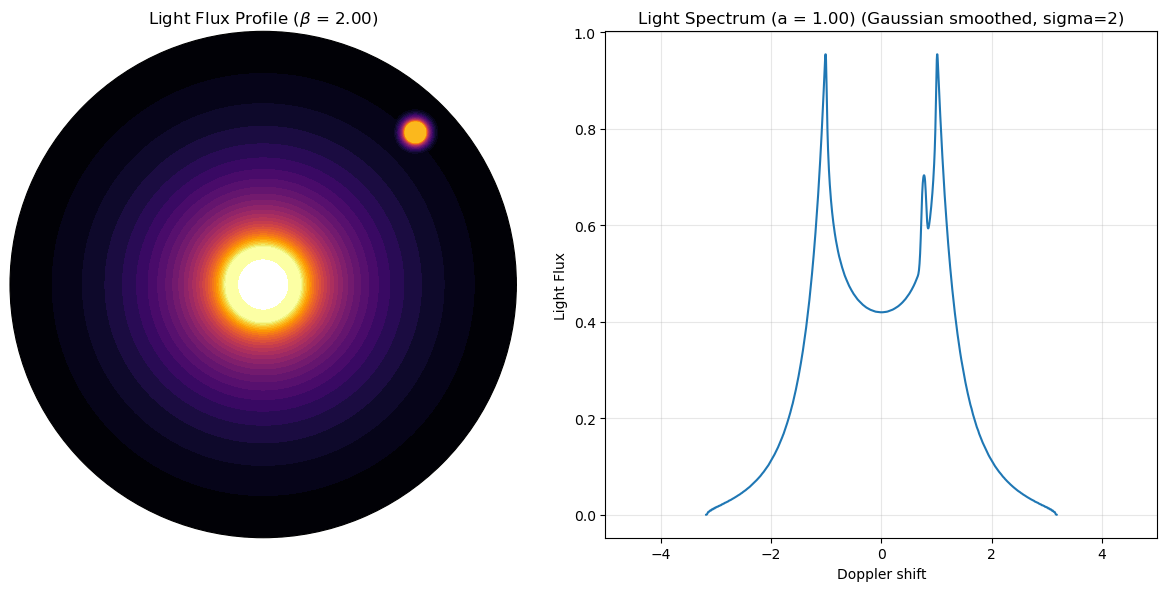 Light Flux Profile (β = 2.00)
Light Spectrum (a = 1.00) (Gaussian smoothed, sigma=2)
1.0
0.8
0.6
0.4
0.2
0.0
Light Flux
−4 −2 0 2 4
Doppler shift